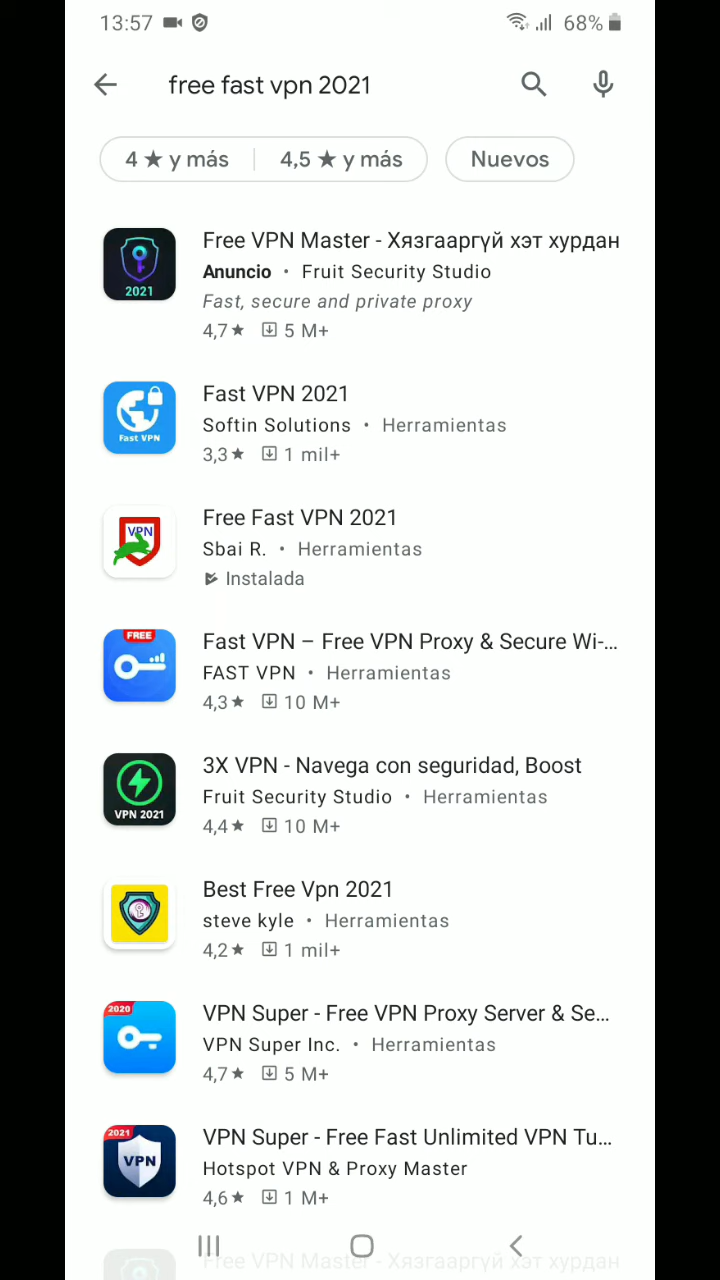 13:57
68%
free fast vpn 2021
4 ★ y más
4,5 ★ y más
Nuevos
2021
Free VPN Master - Хязгааргүй хэт хурдан
Anuncio • Fruit Security Studio
Fast, secure and private proxy
4,7★ 5 M+
Fast VPN
Fast VPN 2021
Softin Solutions • Herramientas
3,3★ 1 mil+
VPN
Free Fast VPN 2021
Sbai R. • Herramientas
Instalada
FREE
Fast VPN – Free VPN Proxy & Secure Wi-...
FAST VPN • Herramientas
4,3★ 10 M+
VPN 2021
3X VPN - Navega con seguridad, Boost
Fruit Security Studio • Herramientas
4,4★ 10 M+
Best Free Vpn 2021
steve kyle • Herramientas
4,2★ 1 mil+
2020
VPN Super - Free VPN Proxy Server & Se...
VPN Super Inc. • Herramientas
4,7★ 5 M+
2021
VPN
VPN Super - Free Fast Unlimited VPN Tu...
Hotspot VPN & Proxy Master
4,6★ 1 M+
Free VPN Master - Хязгааргүй хэт хурдан